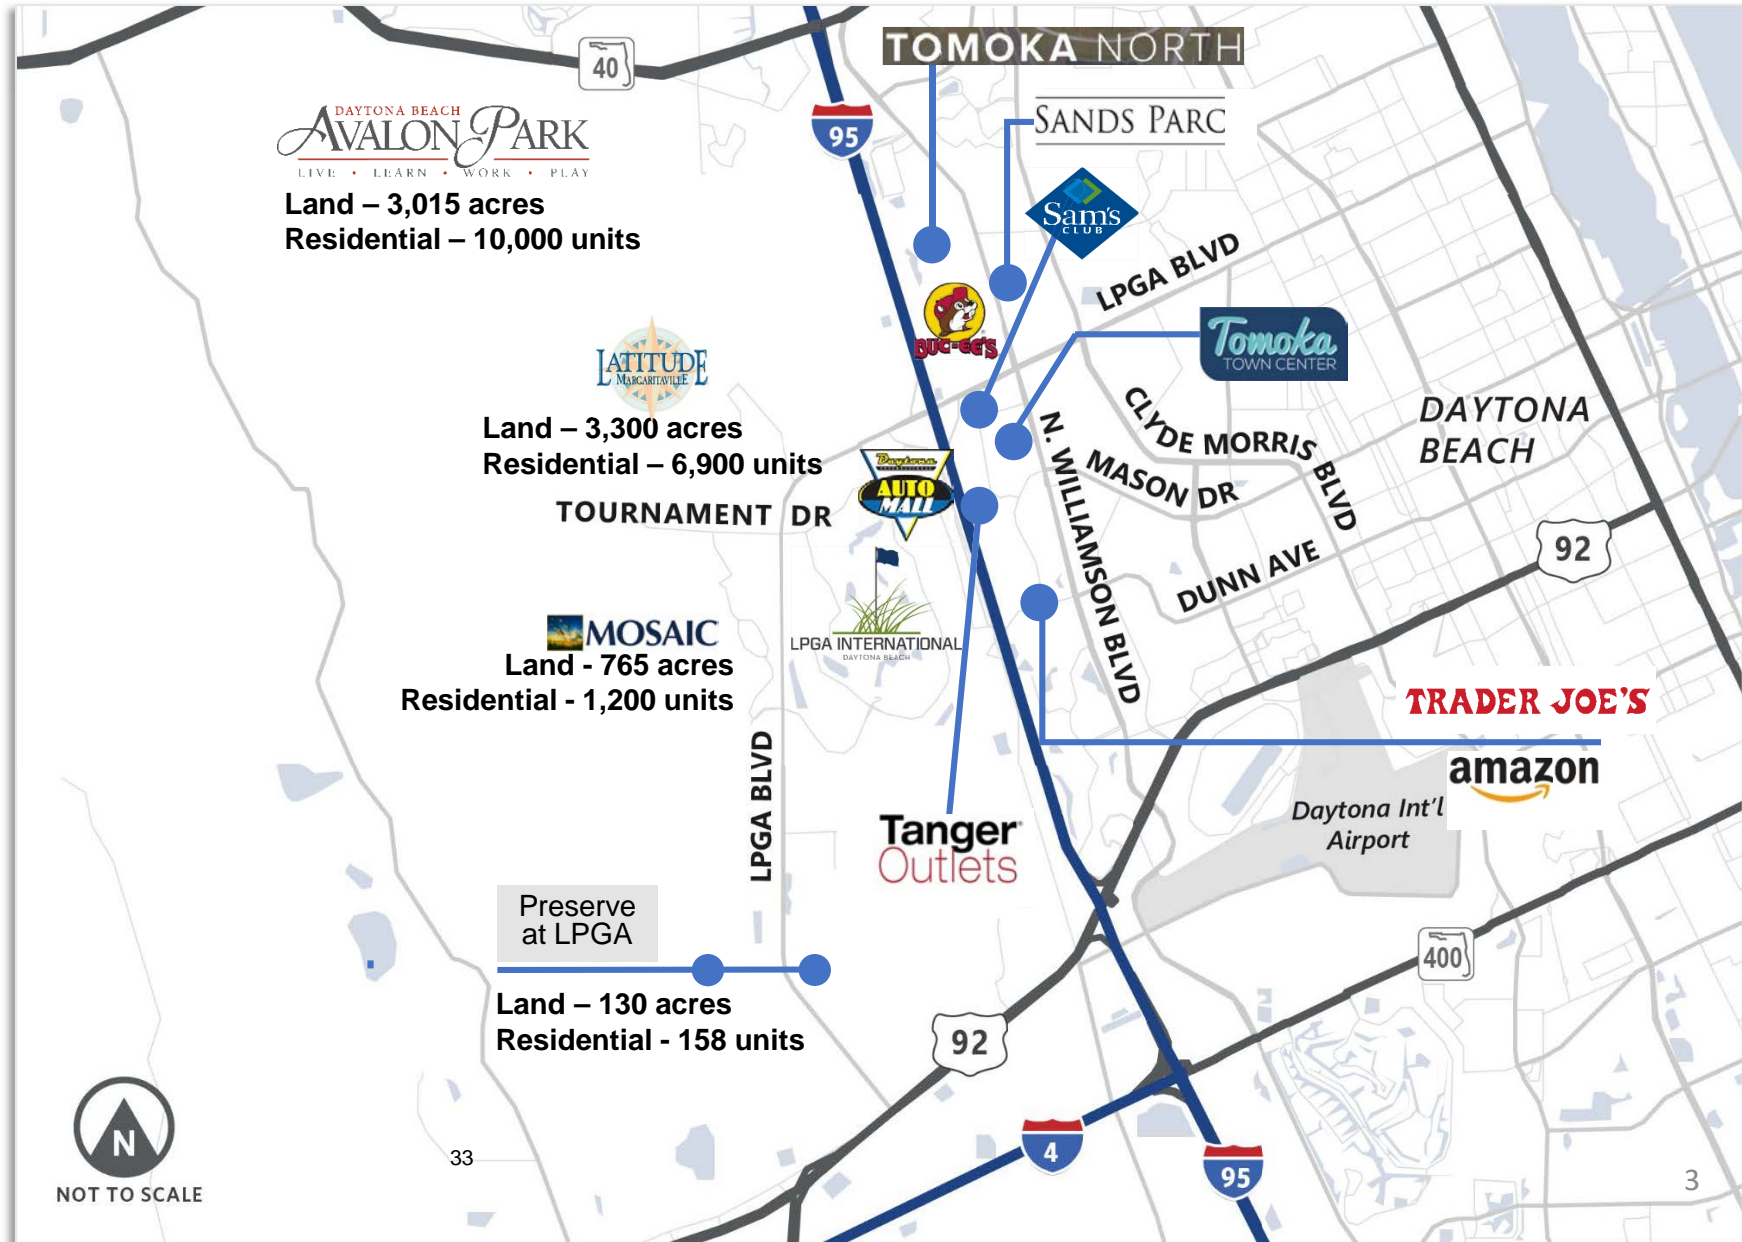 TOMOKA NORTH
40
95
SANDS PARC
DAYTONA BEACH
AVALON PARK
LIVE • LEARN • WORK • PLAY
Land – 3,015 acres
Residential – 10,000 units
Sam's
CLUB
LPGA BLVD
BUC-EE'S
Tomoka
TOWN CENTER
LATITUDE
MARGARITAVILLE
Land – 3,300 acres
Residential – 6,900 units
TOURNAMENT DR
Daytona
AUTO
MALL
N. WILLIAMSON BLVD
CLYDE MORRIS BLVD
MASON DR
DUNN AVE
DAYTONA
BEACH
92
LPGA INTERNATIONAL
DAYTONA BEACH
MOSAIC
Land - 765 acres
Residential - 1,200 units
TRADER JOE'S
amazon
Daytona Int'l
Airport
LPGA BLVD
Tanger
Outlets
Preserve
at LPGA
Land – 130 acres
Residential - 158 units
400
92
4
95
N
NOT TO SCALE
33
3